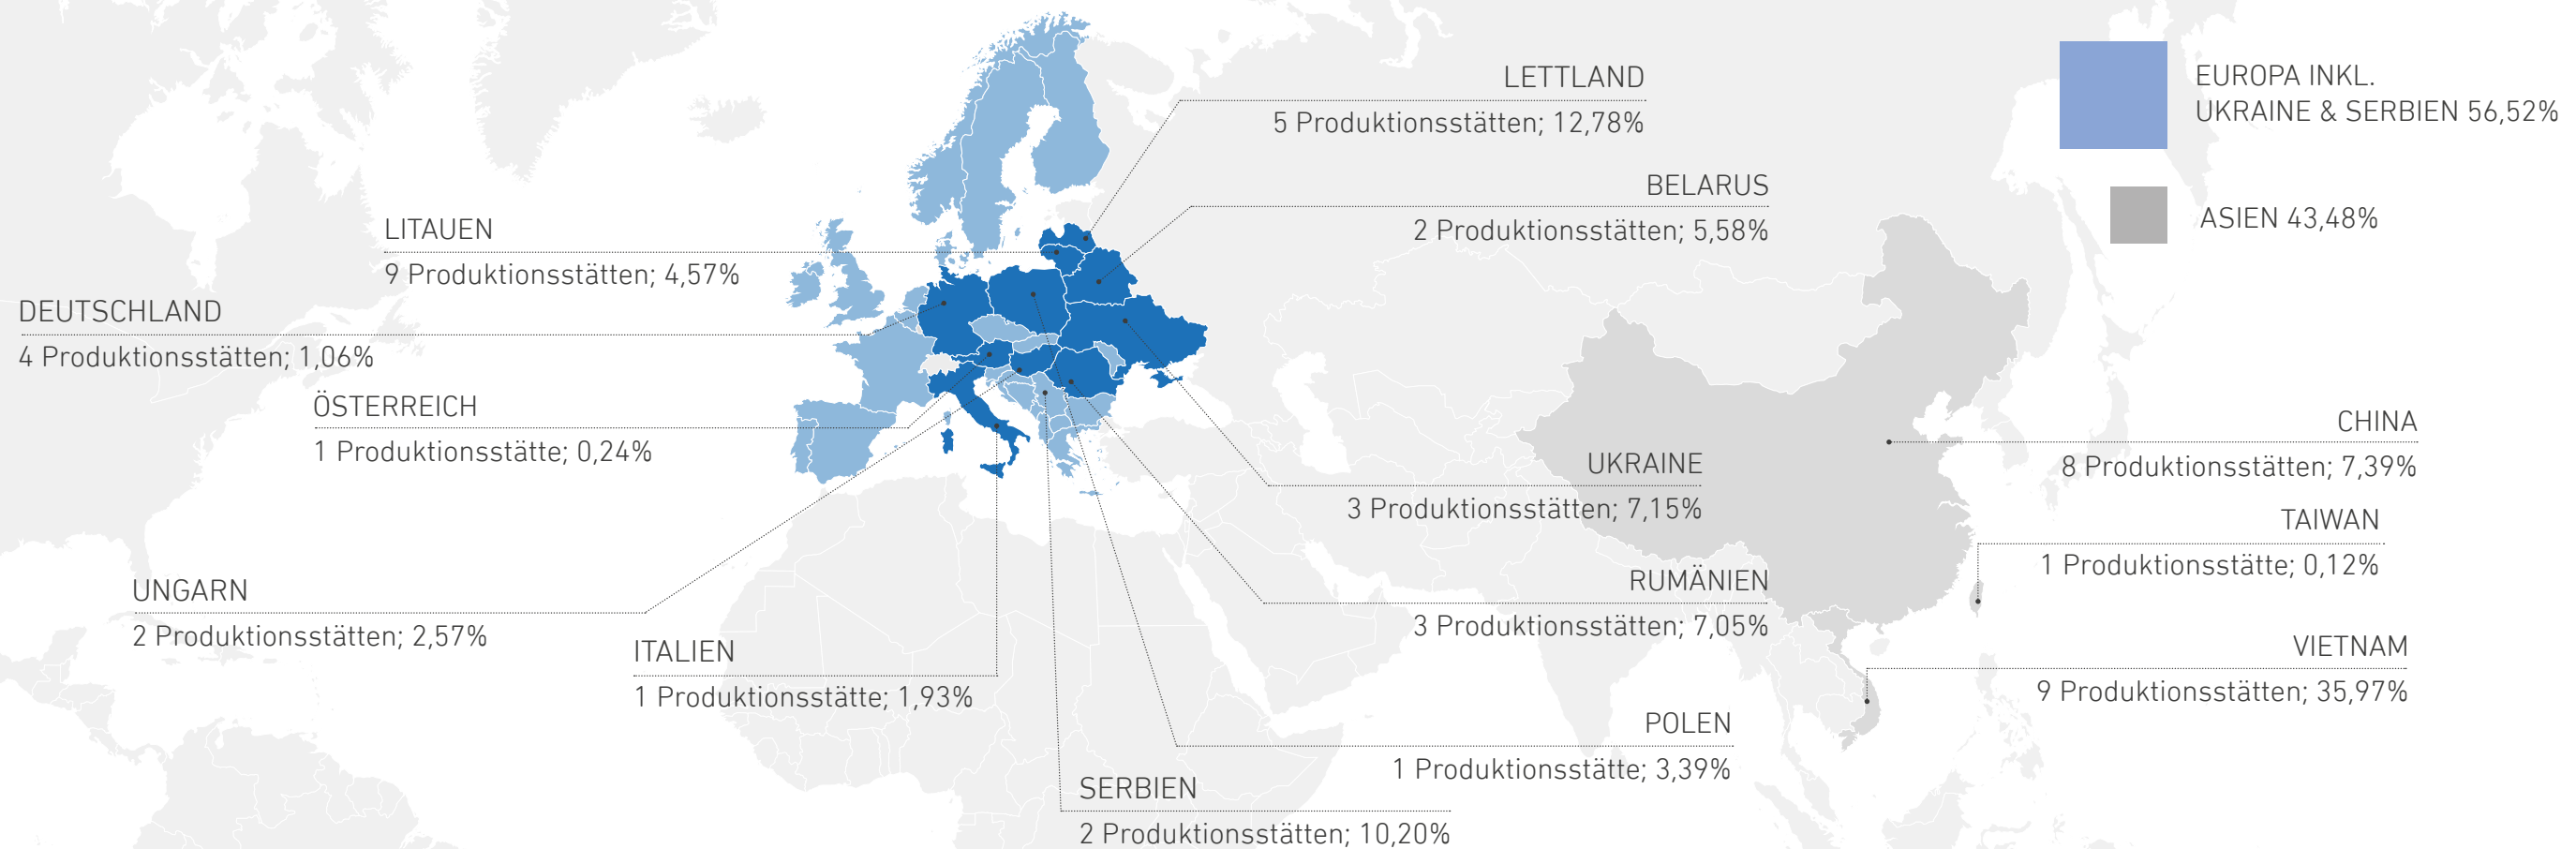 LETTLAND
5 Produktionsstätten; 12,78%
EUROPA INKL.
UKRAINE & SERBIEN 56,52%
BELARUS
2 Produktionsstätten; 5,58%
ASIEN 43,48%
LITAUEN
9 Produktionsstätten; 4,57%
DEUTSCHLAND
4 Produktionsstätten; 1,06%
ÖSTERREICH
1 Produktionsstätte; 0,24%
CHINA
8 Produktionsstätten; 7,39%
UKRAINE
3 Produktionsstätten; 7,15%
TAIWAN
1 Produktionsstätte; 0,12%
UNGARN
2 Produktionsstätten; 2,57%
RUMÄNIEN
3 Produktionsstätten; 7,05%
ITALIEN
1 Produktionsstätte; 1,93%
VIETNAM
9 Produktionsstätten; 35,97%
POLEN
1 Produktionsstätte; 3,39%
SERBIEN
2 Produktionsstätten; 10,20%